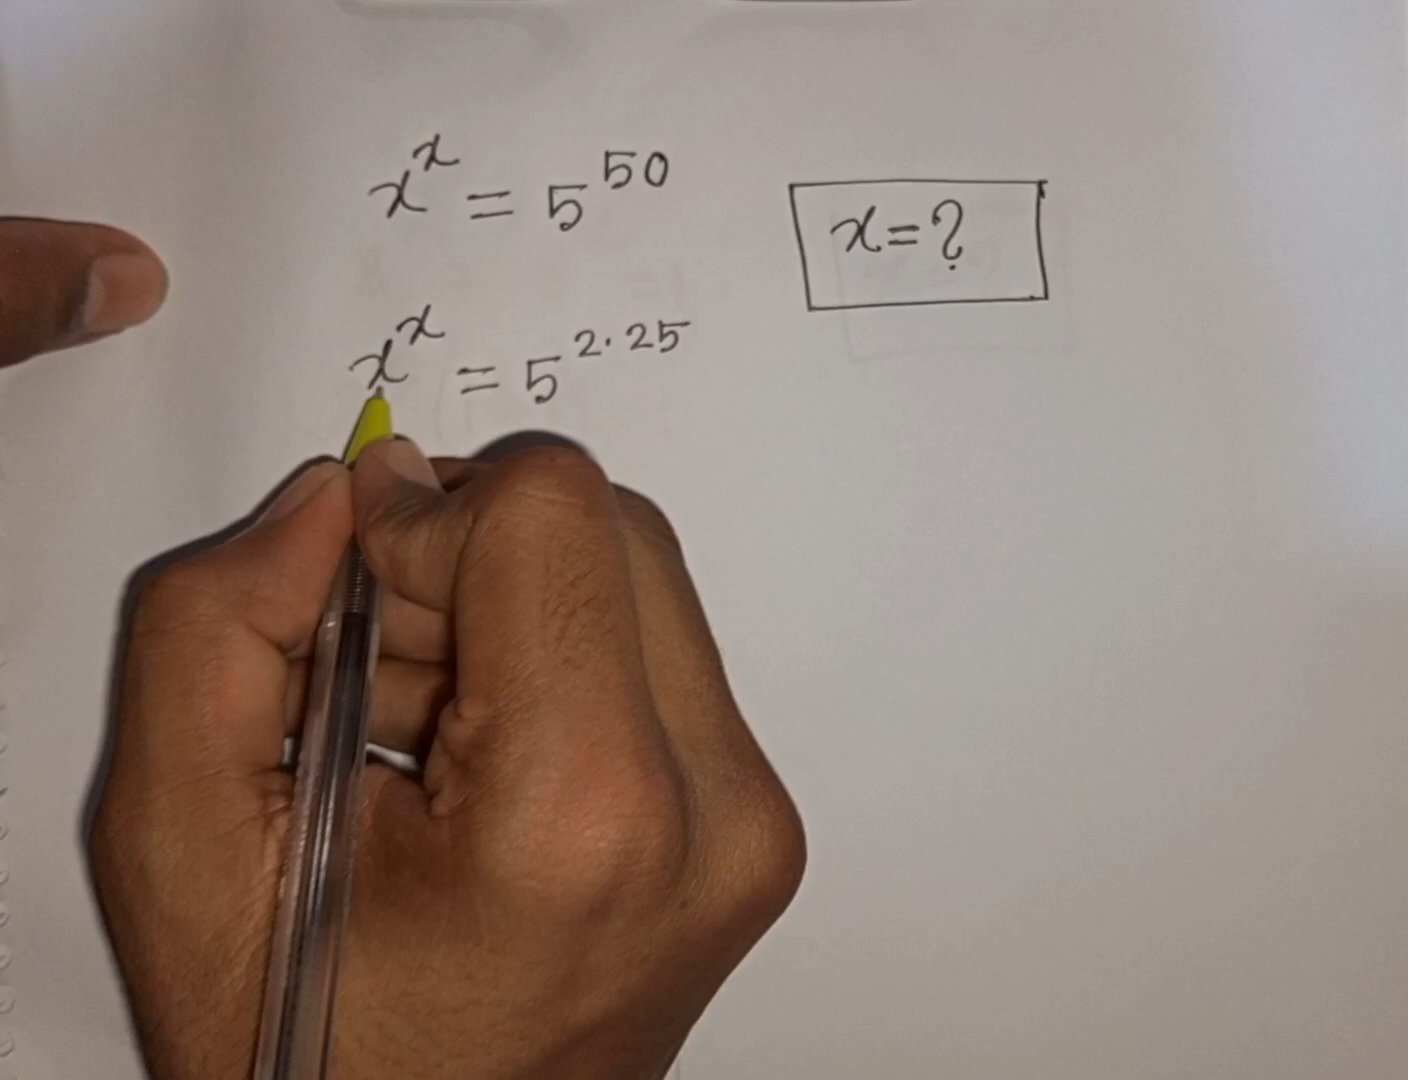 x^x = 5^50
x = ?
x^x = 5^2·25